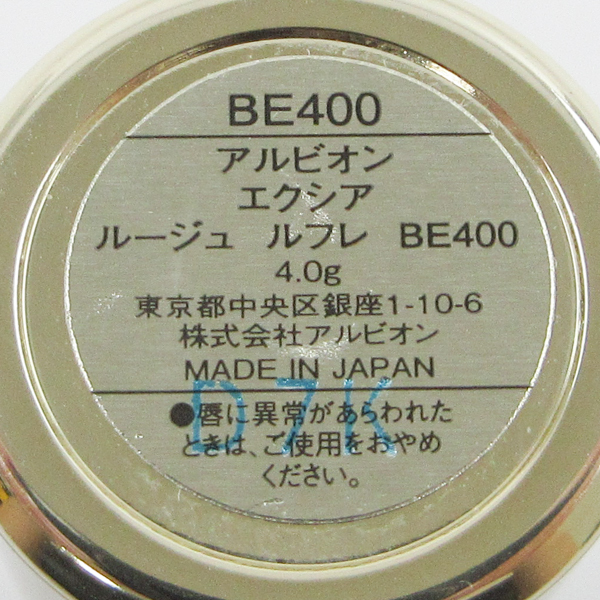 BE400
アルビオン
エクシア
ルージュ ルフレ BE400
4.0g
東京都中央区銀座1-10-6
株式会社アルビオン
MADE IN JAPAN
D7K
●唇に異常があらわれた
ときは、ご使用をおやめ
ください。